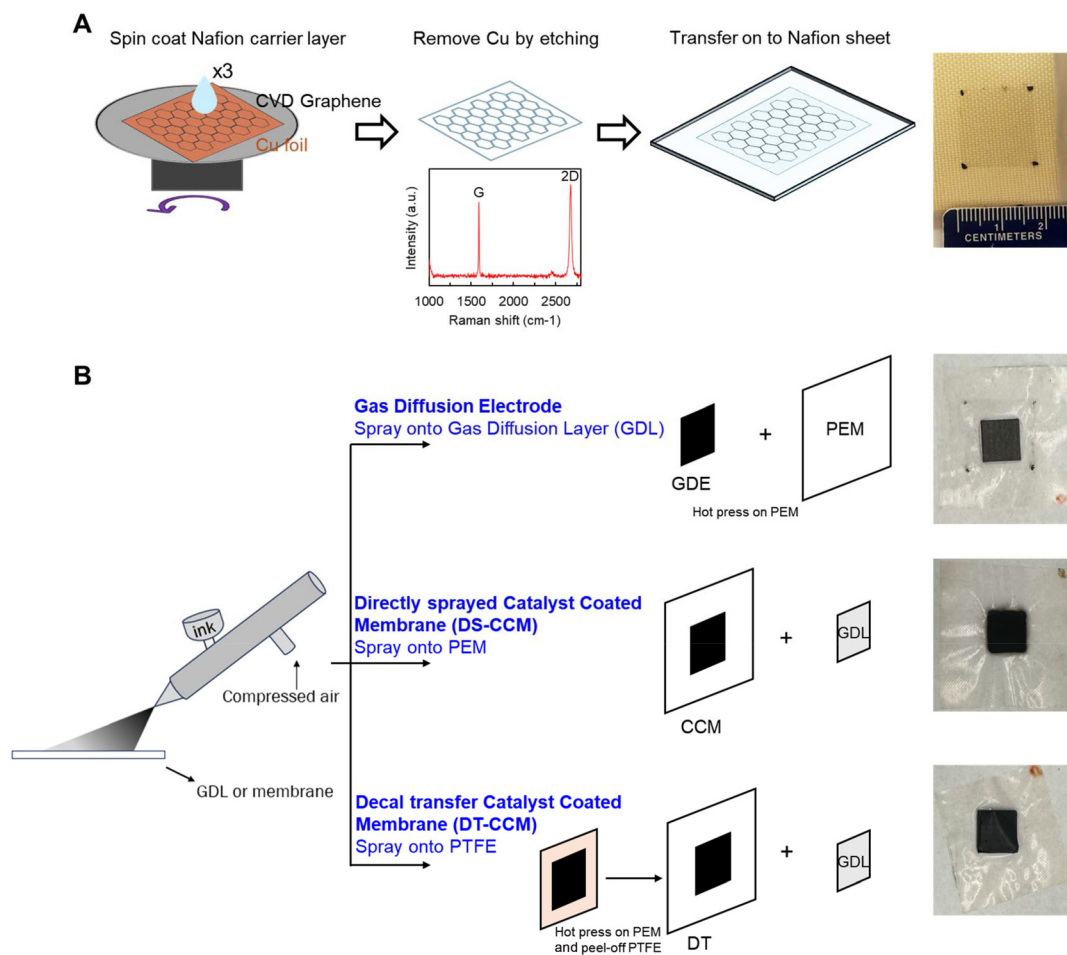 A
Spin coat Nafion carrier layer
Remove Cu by etching
Transfer on to Nafion sheet
x3
CVD Graphene
Cu foil
G
2D
Intensity (a.u.)
1000 1500 2000 2500
Raman shift (cm-1)
1 2
CENTIMETERS
B
Gas Diffusion Electrode
Spray onto Gas Diffusion Layer (GDL)
GDE
+
PEM
Hot press on PEM
ink
Compressed air
GDL or membrane
Directly sprayed Catalyst Coated
Membrane (DS-CCM)
Spray onto PEM
CCM
+
GDL
Decal transfer Catalyst Coated
Membrane (DT-CCM)
Spray onto PTFE
Hot press on PEM
and peel-off PTFE
DT
+
GDL